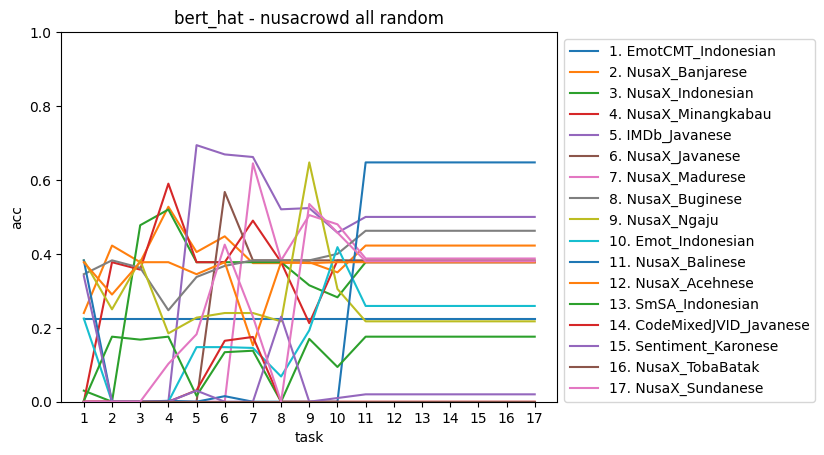 bert_hat - nusacrowd all random
acc
1.0
0.8
0.6
0.4
0.2
0.0
1 2 3 4 5 6 7 8 9 10 11 12 13 14 15 16 17
task
1. EmotCMT_Indonesian
2. NusaX_Banjarese
3. NusaX_Indonesian
4. NusaX_Minangkabau
5. IMDb_Javanese
6. NusaX_Javanese
7. NusaX_Madurese
8. NusaX_Buginese
9. NusaX_Ngaju
10. Emot_Indonesian
11. NusaX_Balinese
12. NusaX_Acehnese
13. SmSA_Indonesian
14. CodeMixedJVID_Javanese
15. Sentiment_Karonese
16. NusaX_TobaBatak
17. NusaX_Sundanese